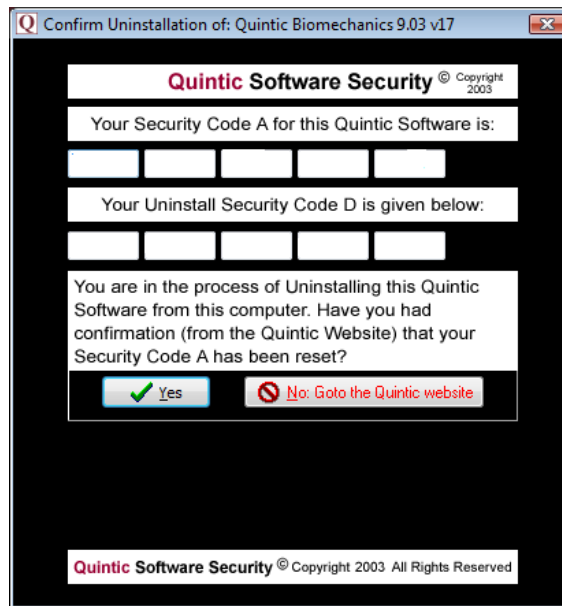 Confirm Uninstallation of: Quintic Biomechanics 9.03 v17
Quintic Software Security © Copyright 2003
Your Security Code A for this Quintic Software is:
Your Uninstall Security Code D is given below:
You are in the process of Uninstalling this Quintic
Software from this computer. Have you had
confirmation (from the Quintic Website) that your
Security Code A has been reset?
Yes
No: Goto the Quintic website
Quintic Software Security © Copyright 2003 All Rights Reserved